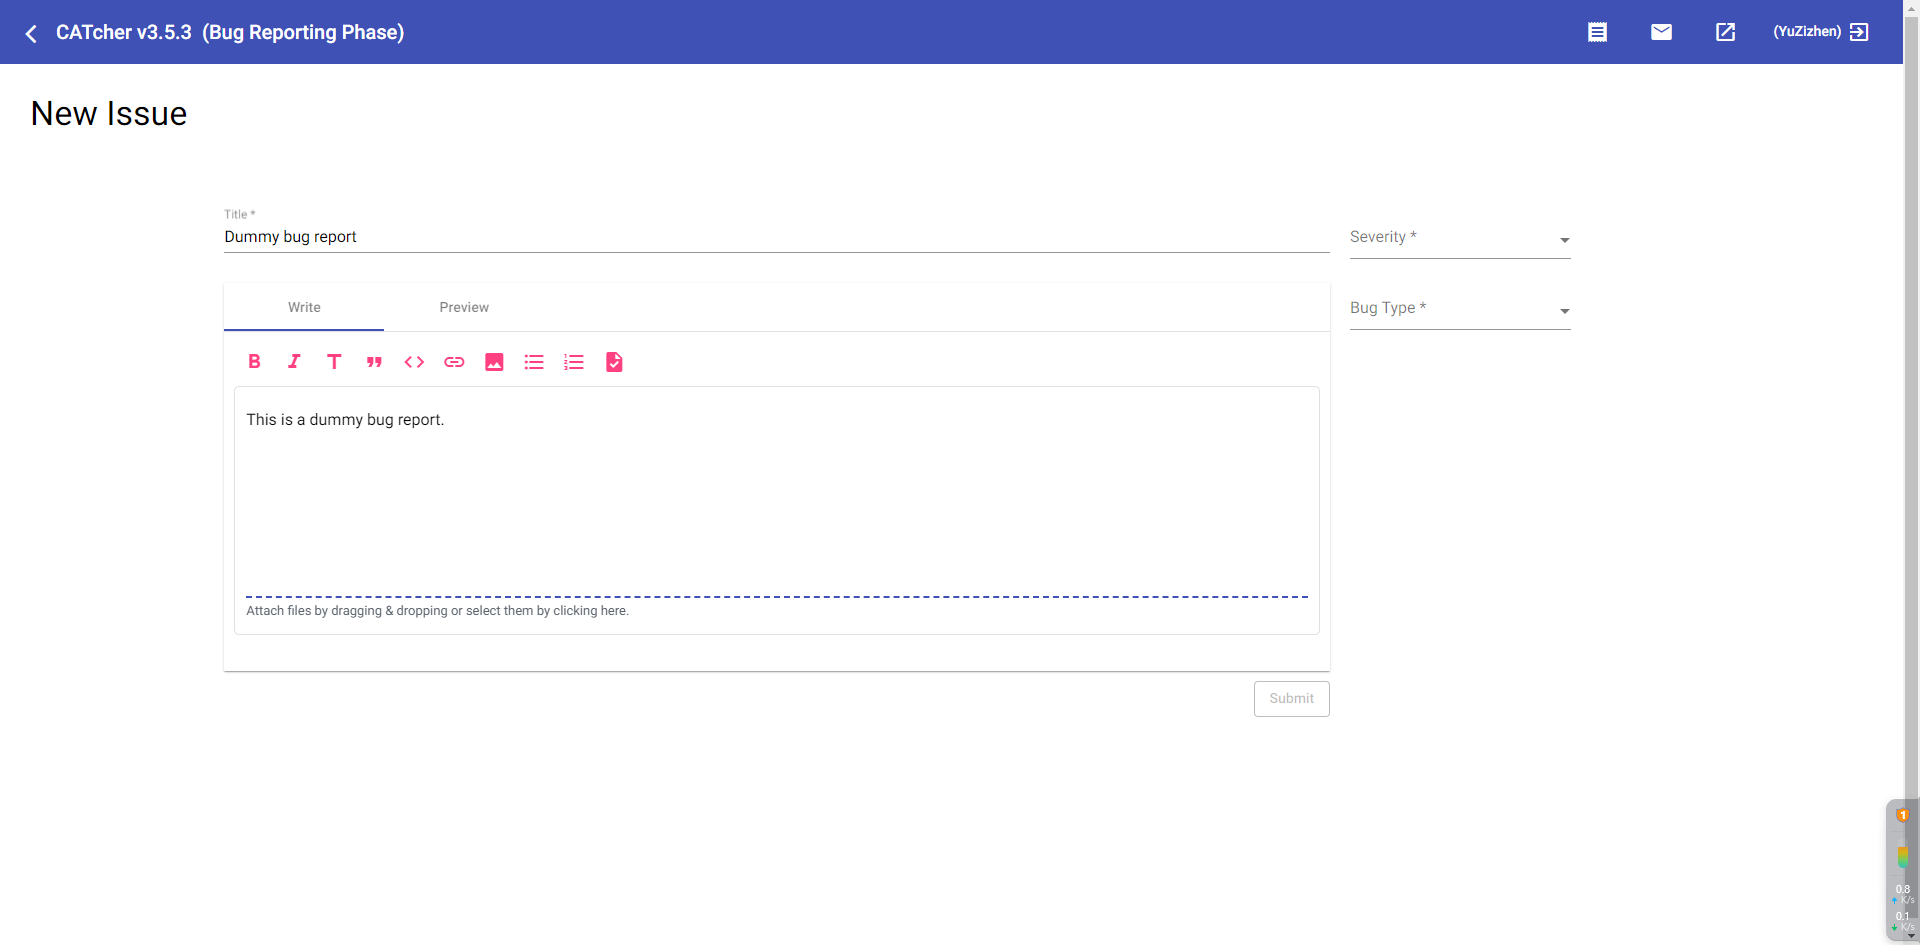 CATcher v3.5.3 (Bug Reporting Phase)
(YuZizhen)
New Issue
Title *
Dummy bug report
Severity *
Write
Preview
Bug Type *
This is a dummy bug report.
Attach files by dragging & dropping or select them by clicking here.
Submit
1
0.8
K/s
0.1
K/s